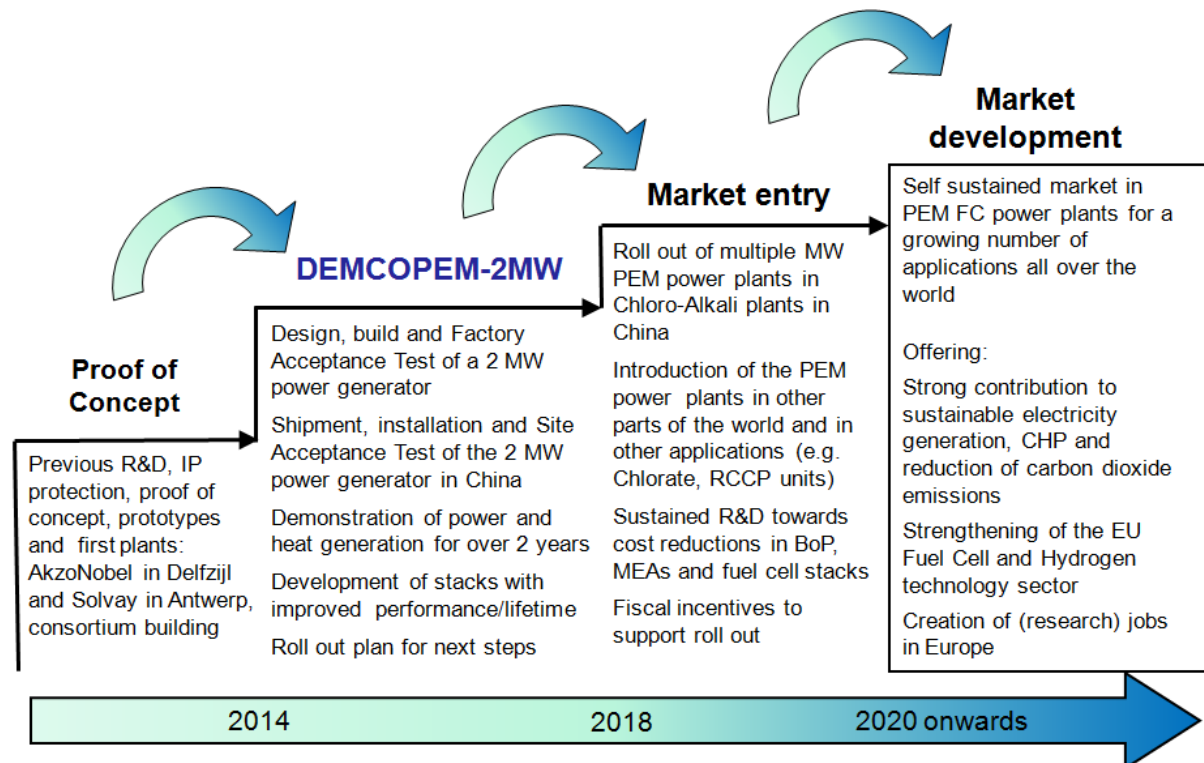 Proof of
Concept
Previous R&D, IP
protection, proof of
concept, prototypes
and first plants:
AkzoNobel in Delfzijl
and Solvay in Antwerp,
consortium building
DEMCOPEM-2MW
Design, build and Factory
Acceptance Test of a 2 MW
power generator
Shipment, installation and Site
Acceptance Test of the 2 MW
power generator in China
Demonstration of power and
heat generation for over 2 years
Development of stacks with
improved performance/lifetime
Roll out plan for next steps
Market entry
Roll out of multiple MW
PEM power plants in
Chloro-Alkali plants in
China
Introduction of the PEM
power plants in other
parts of the world and in
other applications (e.g.
Chlorate, RCCP units)
Sustained R&D towards
cost reductions in BoP,
MEAs and fuel cell stacks
Fiscal incentives to
support roll out
Market
development
Self sustained market in
PEM FC power plants for a
growing number of
applications all over the
world
Offering:
Strong contribution to
sustainable electricity
generation, CHP and
reduction of carbon dioxide
emissions
Strengthening of the EU
Fuel Cell and Hydrogen
technology sector
Creation of (research) jobs
in Europe
2014
2018
2020 onwards